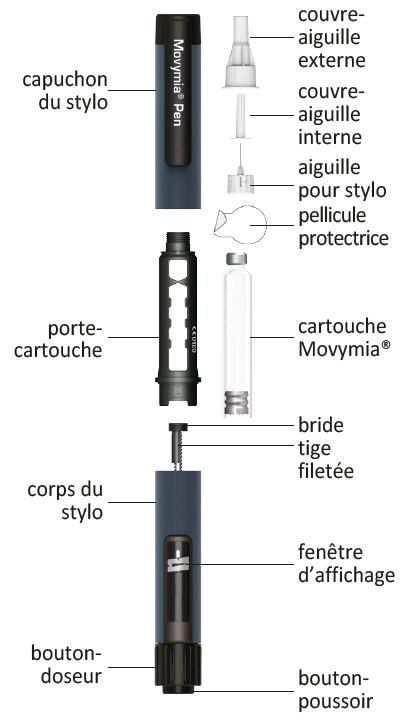 couvre-
aiguille
externe
capuchon
du stylo
Movymia® Pen
couvre-
aiguille
interne
aiguille
pour stylo
pellicule
protectrice
porte-
cartouche
CE0123
cartouche
Movymia®
bride
tige
filetée
corps du
stylo
fenêtre
d'affichage
bouton-
doseur
bouton-
poussoir